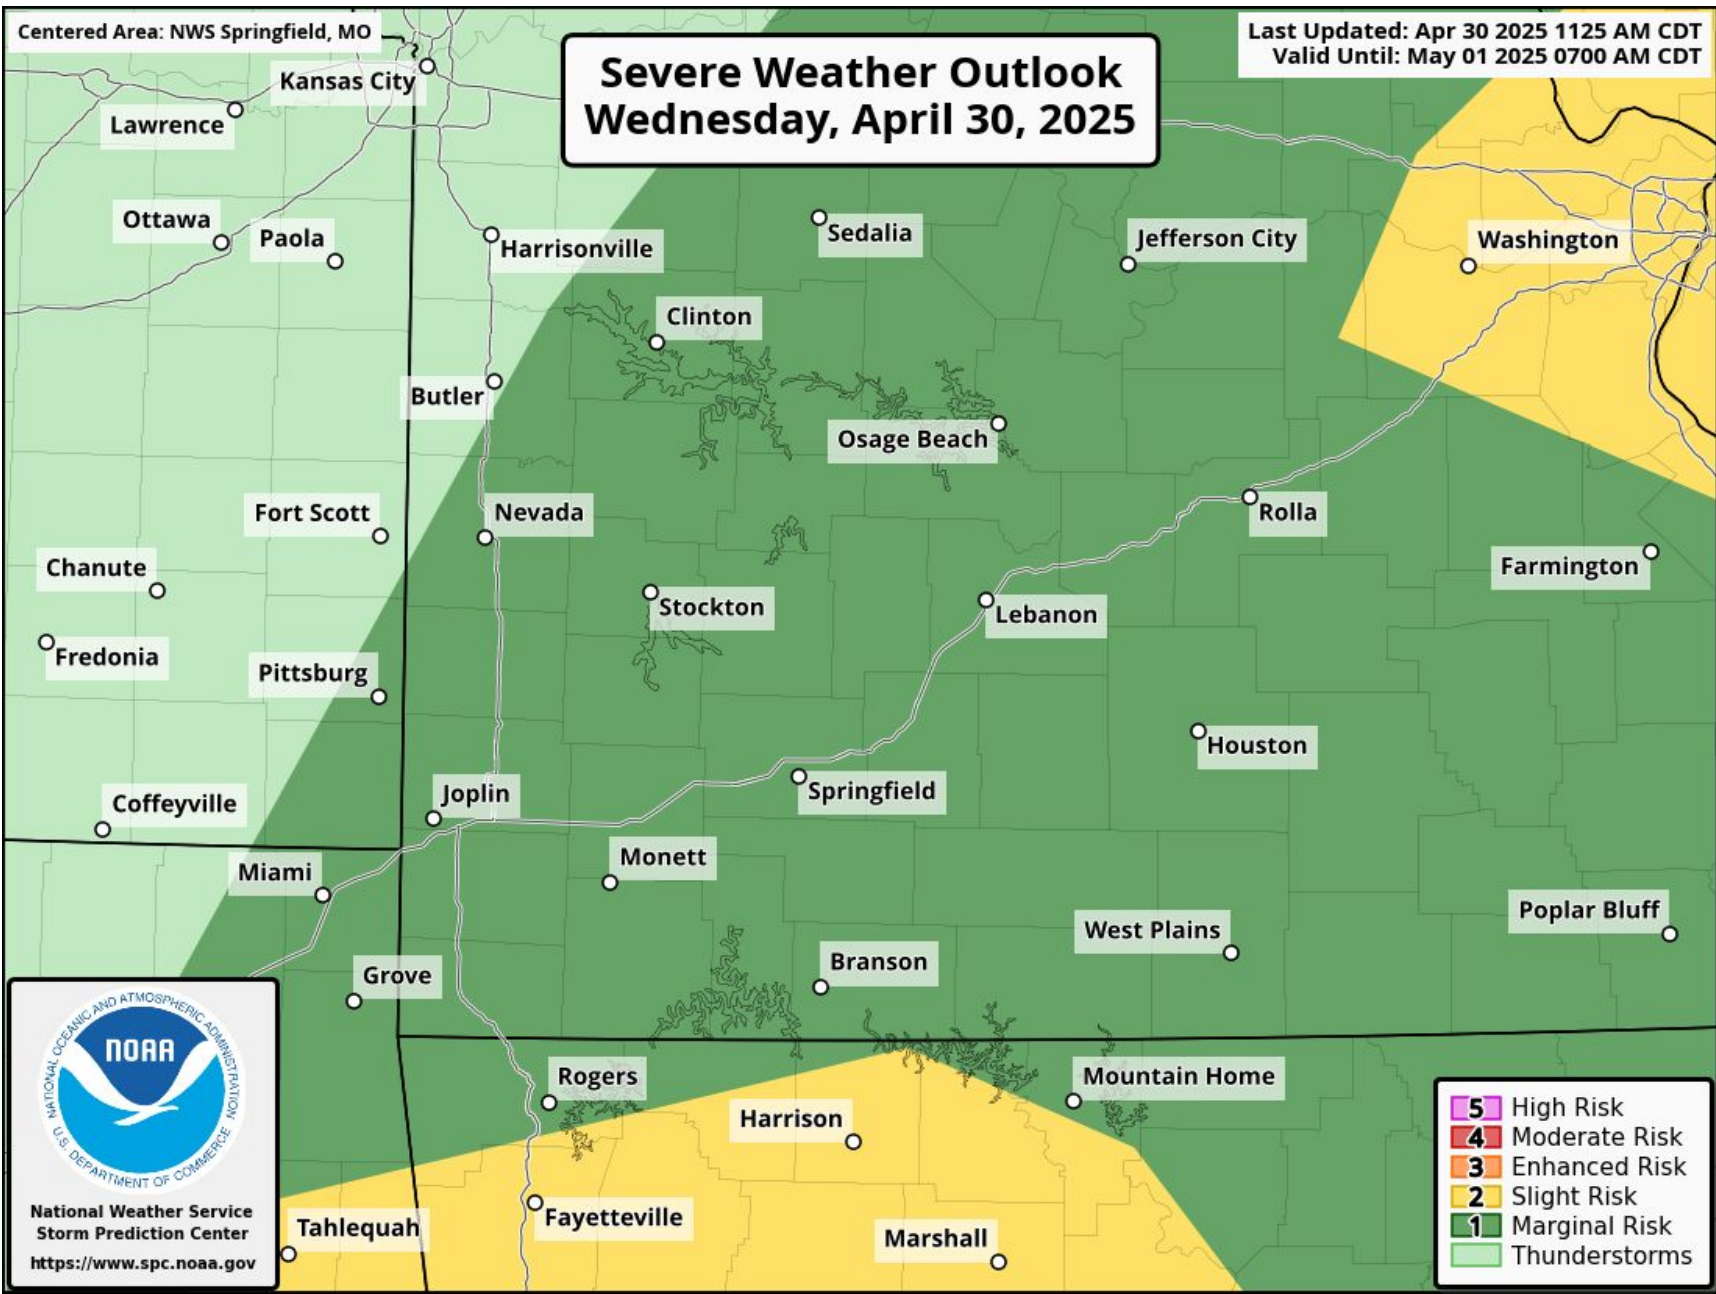 Centered Area: NWS Springfield, MO
Last Updated: Apr 30 2025 1125 AM CDT
Valid Until: May 01 2025 0700 AM CDT
Severe Weather Outlook
Wednesday, April 30, 2025
Kansas City
Lawrence
Ottawa
Paola
Harrisonville
Sedalia
Jefferson City
Washington
Clinton
Butler
Osage Beach
Fort Scott
Nevada
Rolla
Chanute
Farmington
Stockton
Lebanon
Fredonia
Pittsburg
Houston
Coffeyville
Joplin
Springfield
Miami
Monett
Poplar Bluff
West Plains
Grove
Branson
Rogers
Mountain Home
Harrison
Fayetteville
Tahlequah
Marshall
NATIONAL OCEANIC AND ATMOSPHERIC ADMINISTRATION
NOAA
U.S. DEPARTMENT OF COMMERCE
National Weather Service
Storm Prediction Center
https://www.spc.noaa.gov
5 High Risk
4 Moderate Risk
3 Enhanced Risk
2 Slight Risk
1 Marginal Risk
Thunderstorms